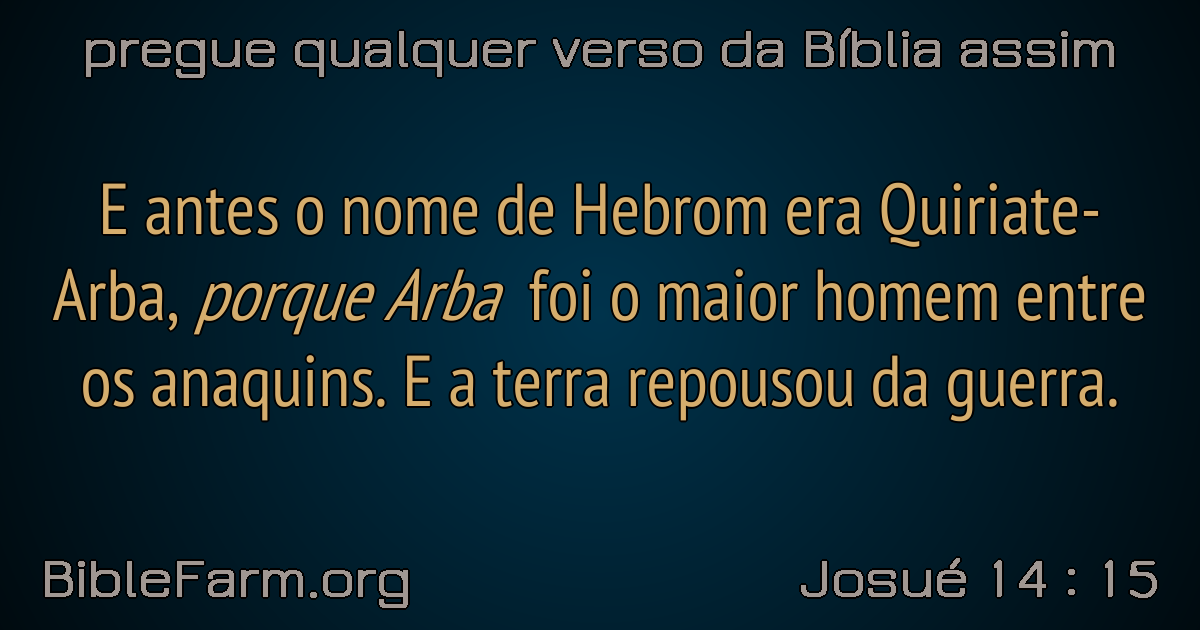 pregue qualquer verso da Bíblia assim
E antes o nome de Hebrom era Quiriate-
Arba, porque Arba foi o maior homem entre
os anaquins. E a terra repousou da guerra.
BibleFarm.org
Josué 14 : 15